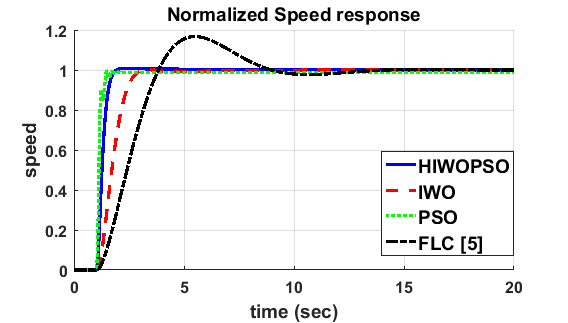 Normalized Speed response
1.2
1
0.8
0.6
0.4
0.2
0
speed
HIWOPSO
IWO
PSO
FLC [5]
0 5 10 15 20
time (sec)